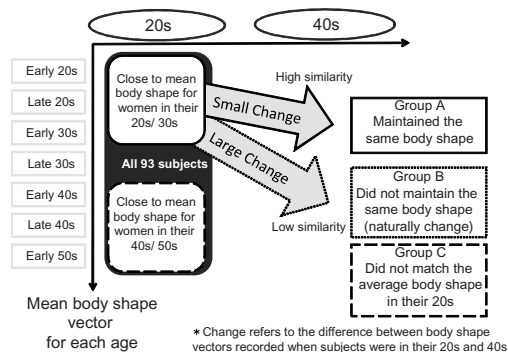 20s
40s
Early 20s
Late 20s
Early 30s
Late 30s
Early 40s
Late 40s
Early 50s
Mean body shape
vector
for each age
Close to mean
body shape for
women in their
20s/ 30s
All 93 subjects
Close to mean
body shape for
women in their
40s/ 50s
High similarity
Small Change
Large Change
Low similarity
Group A
Maintained the
same body shape
Group B
Did not maintain the
same body shape
(naturally change)
Group C
Did not match the
average body shape
in their 20s
* Change refers to the difference between body shape
vectors recorded when subjects were in their 20s and 40s